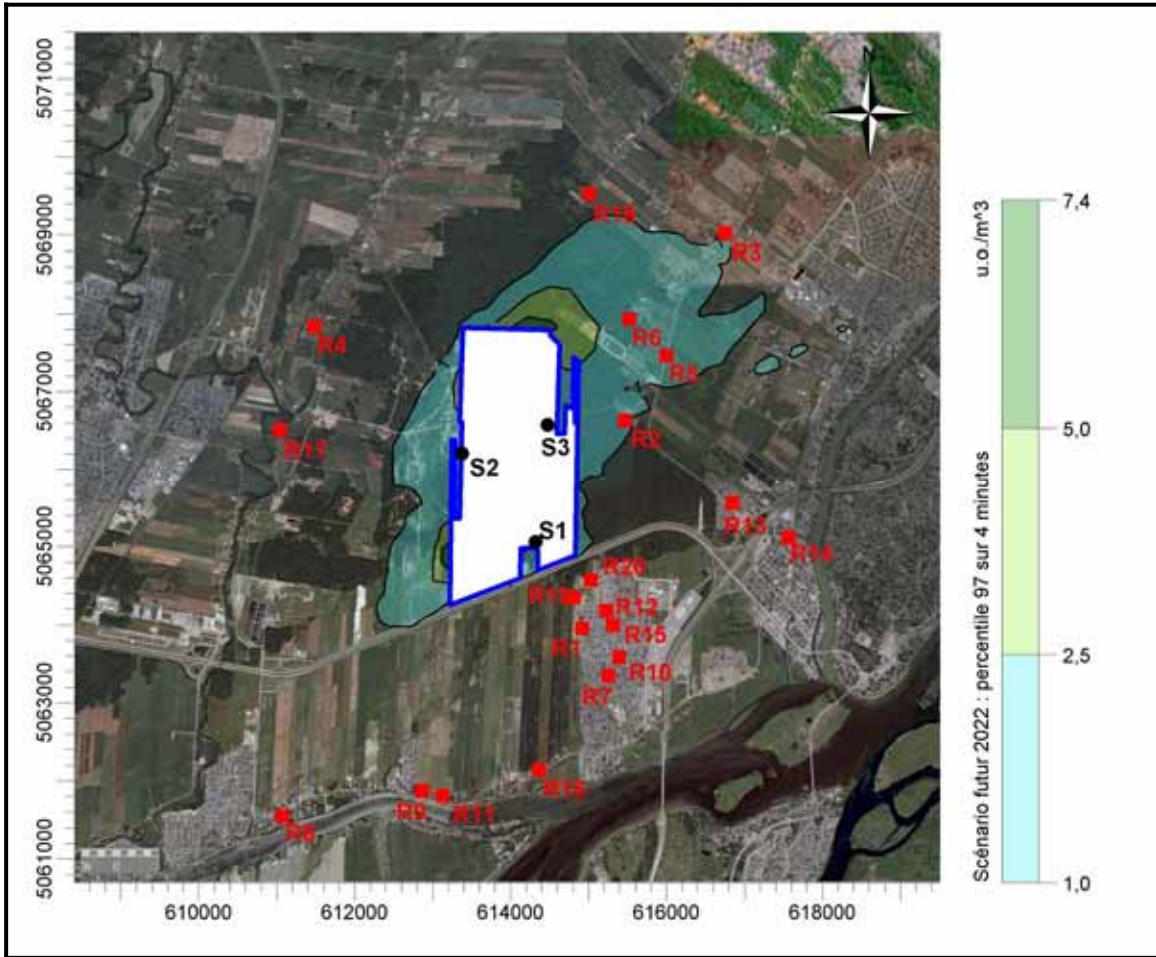 N
5071000
5069000
5067000
5065000
5063000
5061000
610000
612000
614000
616000
618000
R3
R6
R5
R4
R2
R17
S3
S2
S1
R13
R14
R20
R12
R15
R1
R10
R7
R9
R11
R8
7,4
5,0
2,5
1,0
u.o./m^3
Scénario futur 2022 : percentile 97 sur 4 minutes